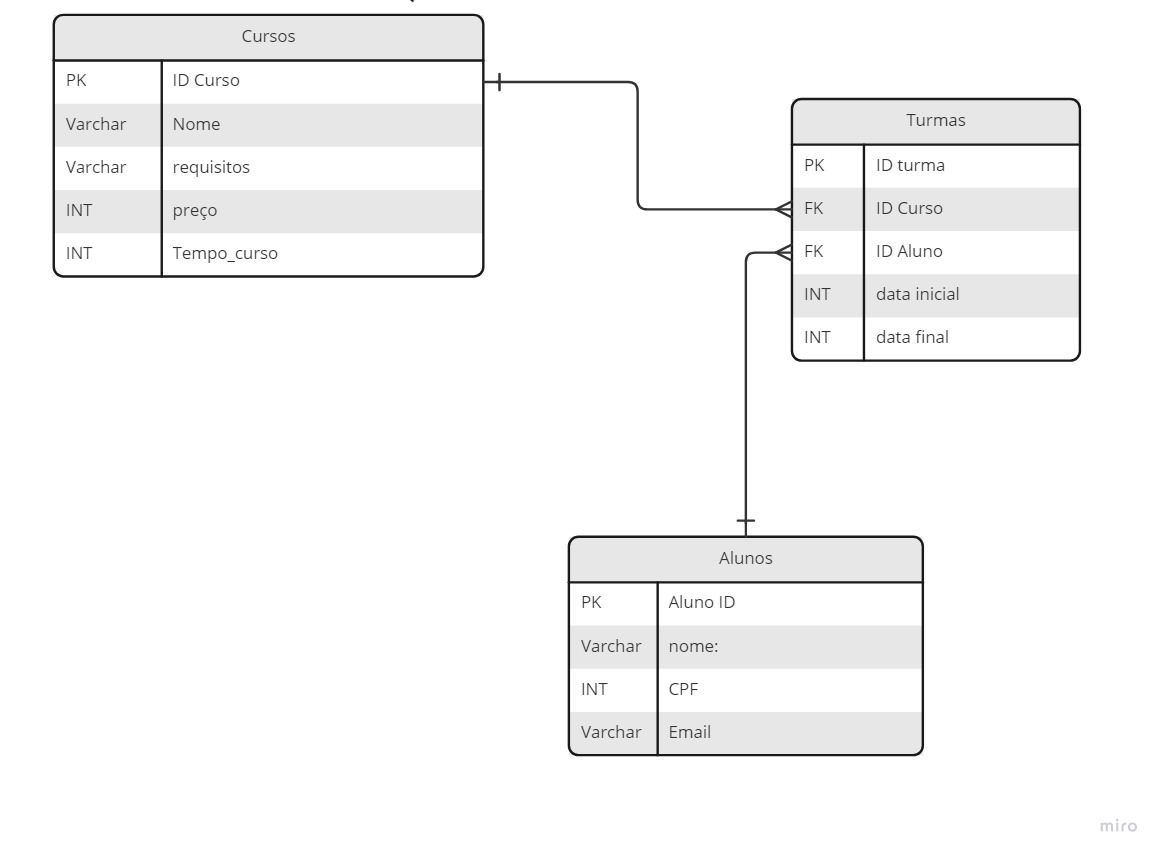 Cursos
PK ID Curso
Varchar Nome
Varchar requisitos
INT preço
INT Tempo_curso
Turmas
PK ID turma
FK ID Curso
FK ID Aluno
INT data inicial
INT data final
Alunos
PK Aluno ID
Varchar nome:
INT CPF
Varchar Email
miro